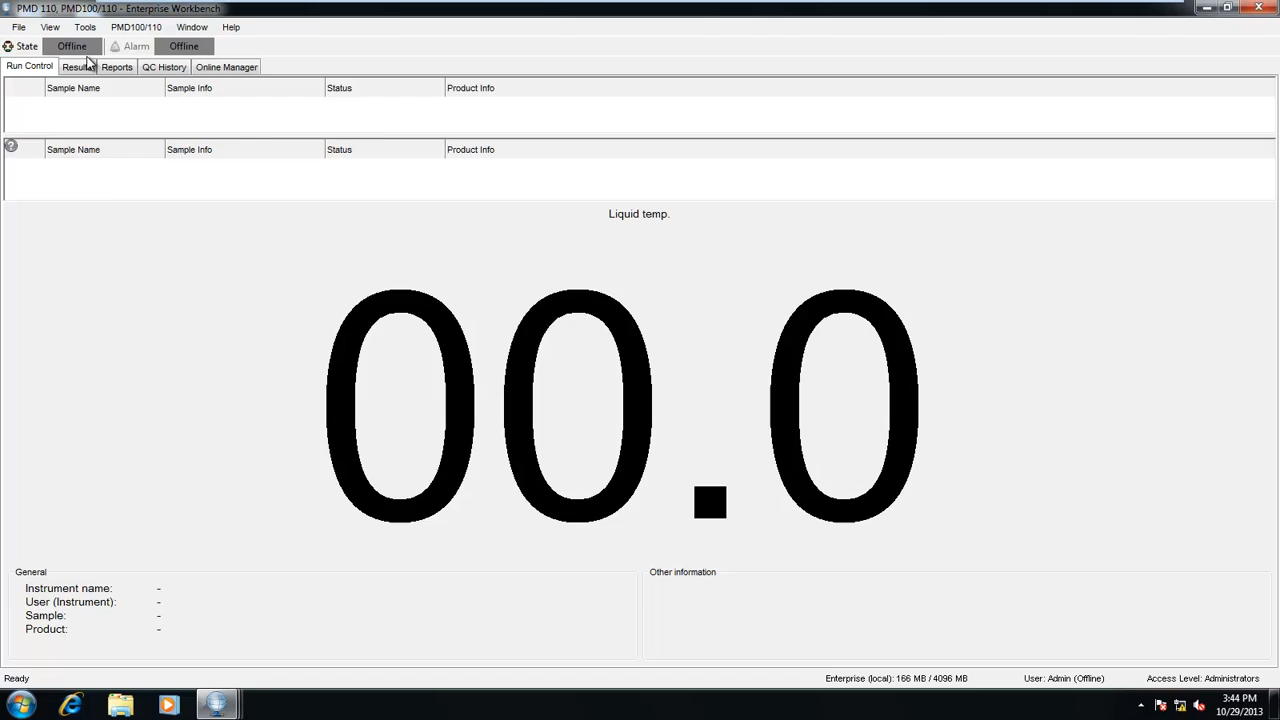 PMD 110, PMD100/110 - Enterprise Workbench
File View Tools PMD100/110 Window Help
State Offline Alarm Offline
Run Control Results Reports QC History Online Manager
Sample Name Sample Info Status Product Info
Sample Name Sample Info Status Product Info
Liquid temp.
00.0
General Other information
Instrument name: -
User (Instrument): -
Sample: -
Product: -
Ready Enterprise (local): 166 MB / 4096 MB User: Admin (Offline) Access Level: Administrators
3:44 PM
10/29/2013